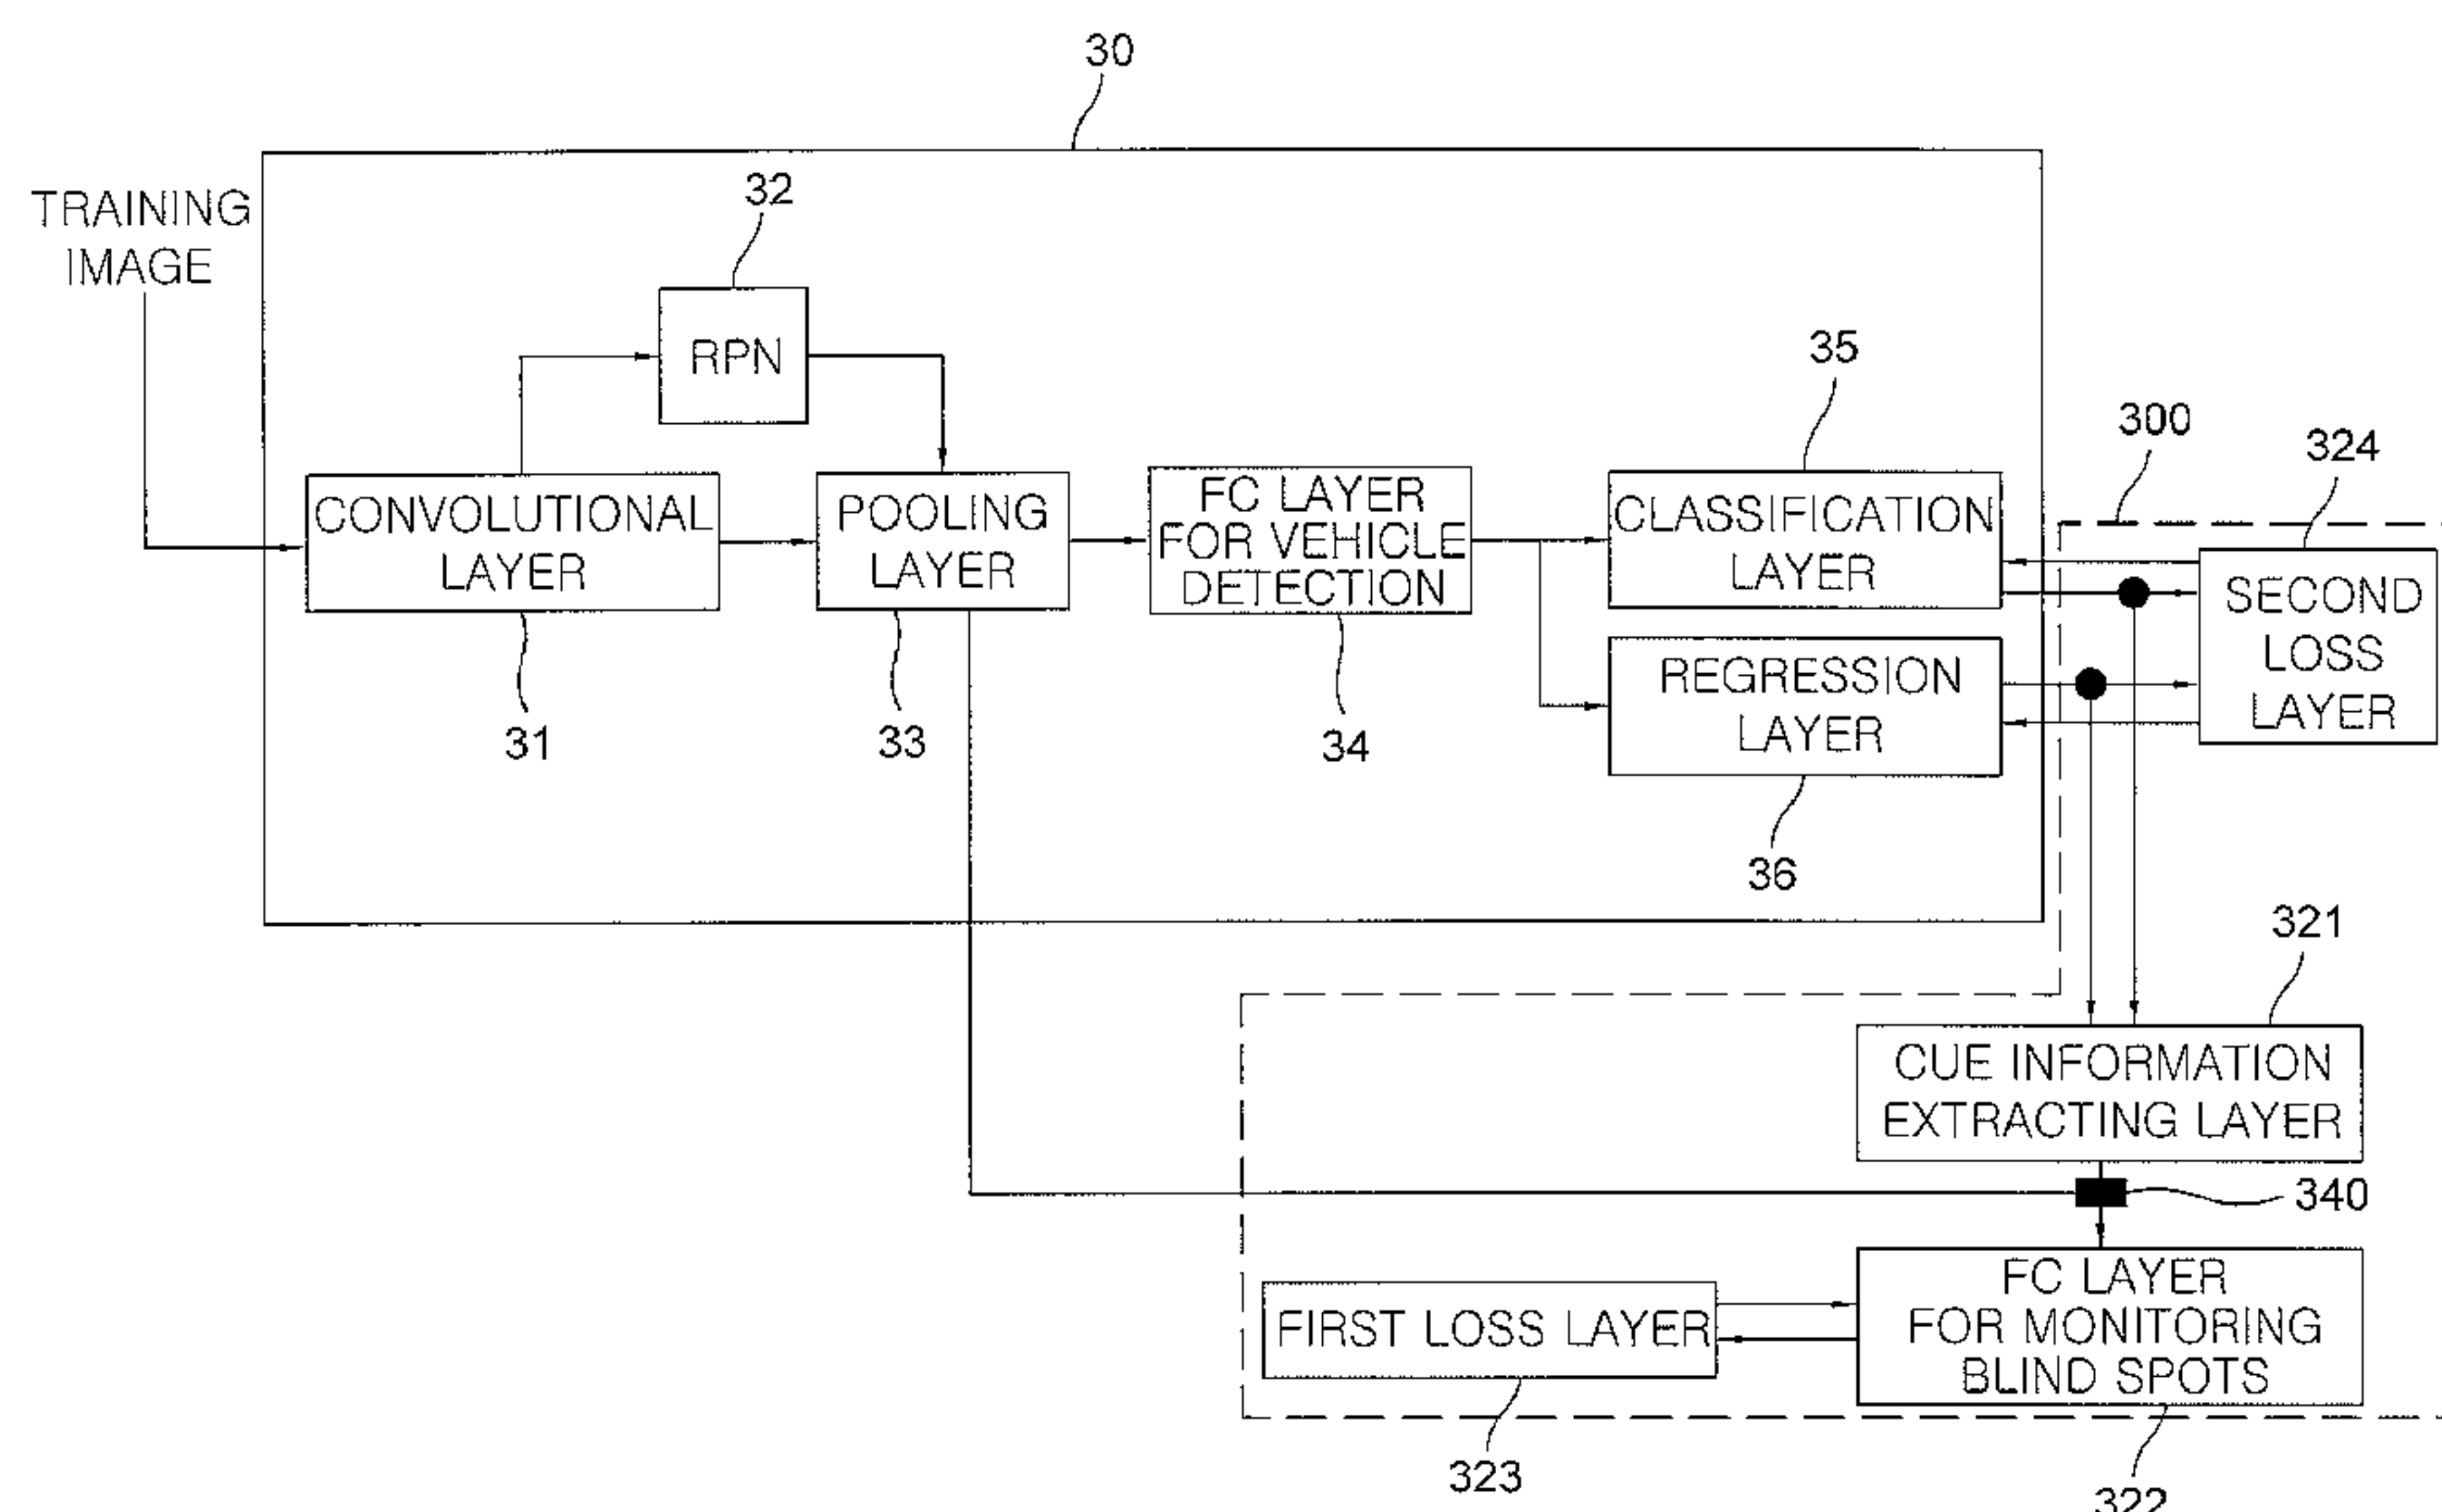 30
TRAINING
IMAGE
32
RPN
35
300
324
CONVOLUTIONAL
LAYER
POOLING
LAYER
FC LAYER
FOR VEHICLE
DETECTION
CLASSIFICATION
LAYER
SECOND
LOSS
LAYER
REGRESSION
LAYER
31
33
34
36
321
CUE INFORMATION
EXTRACTING LAYER
340
FIRST LOSS LAYER
FC LAYER
FOR MONITORING
BLIND SPOTS
323
322